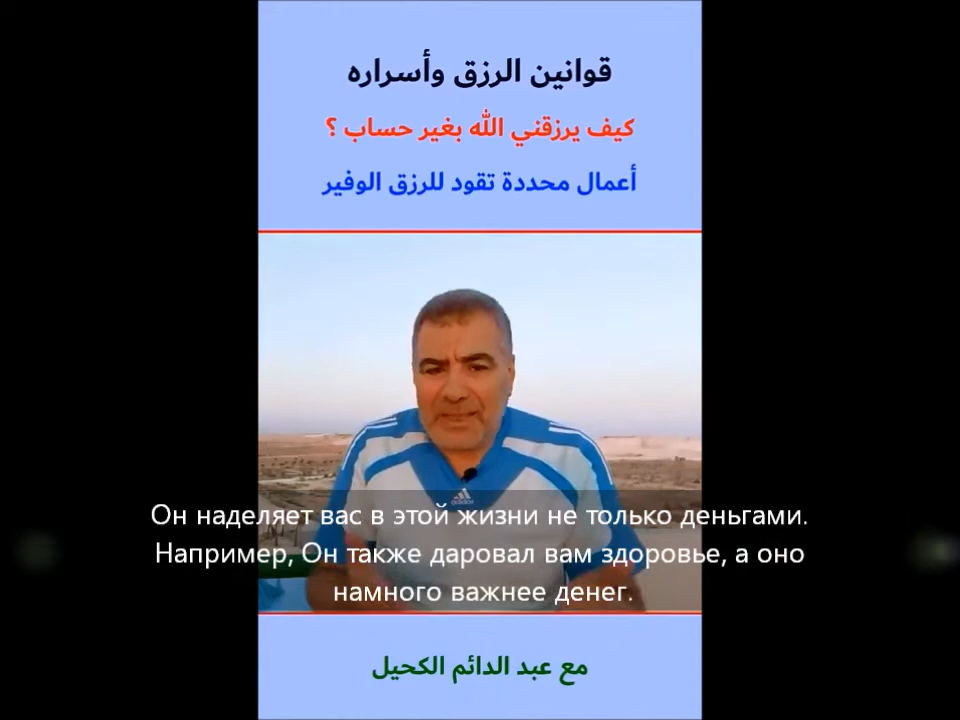 قوانين الرزق وأسراره
كيف يرزقني الله بغير حساب ؟
أعمال محددة تقود للرزق الوفير
adidas
Он наделяет вас в этой жизни не только деньгами.
Например, Он также даровал вам здоровье, а оно
намного важнее денег.
مع عبد الدائم الكحيل